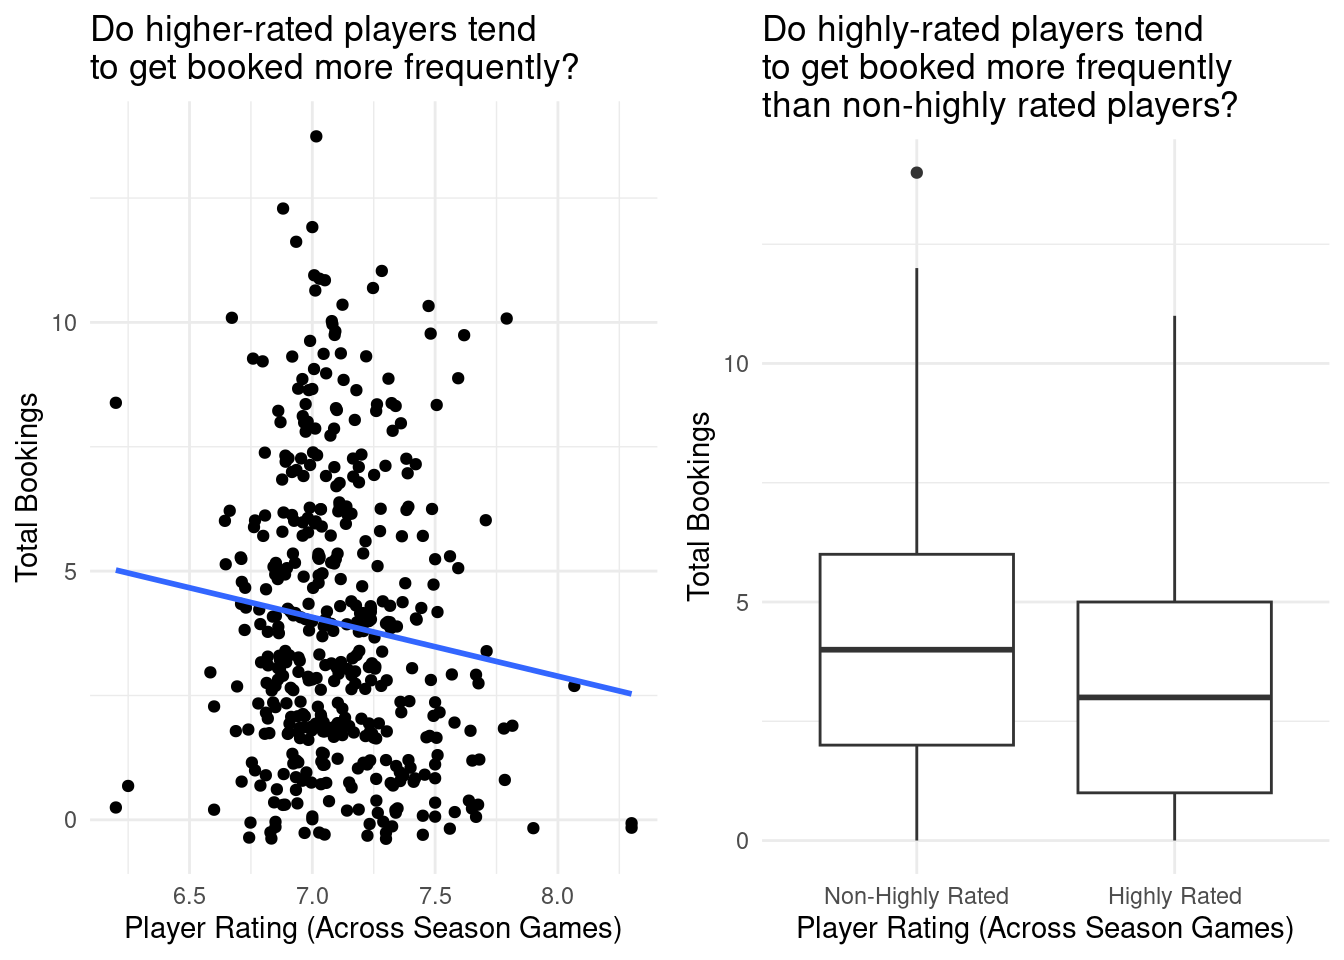 Do higher-rated players tend
to get booked more frequently?
Total Bookings
10
5
0
6.5
7.0
7.5
8.0
Player Rating (Across Season Games)
Do highly-rated players tend
to get booked more frequently
than non-highly rated players?
Total Bookings
10
5
0
Non-Highly Rated
Highly Rated
Player Rating (Across Season Games)